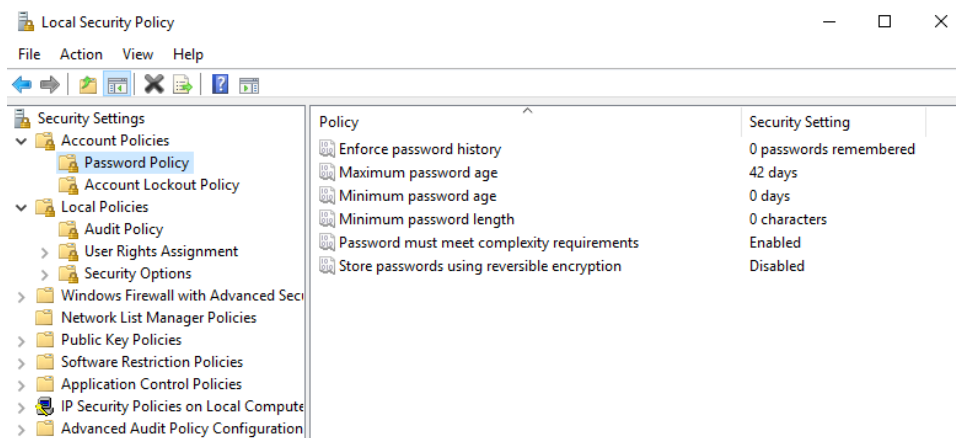 Local Security Policy
File Action View Help
Security Settings
Account Policies
Password Policy
Account Lockout Policy
Local Policies
Audit Policy
User Rights Assignment
Security Options
Windows Firewall with Advanced Secu
Network List Manager Policies
Public Key Policies
Software Restriction Policies
Application Control Policies
IP Security Policies on Local Compute
Advanced Audit Policy Configuration
Policy Security Setting
Enforce password history 0 passwords remembered
Maximum password age 42 days
Minimum password age 0 days
Minimum password length 0 characters
Password must meet complexity requirements Enabled
Store passwords using reversible encryption Disabled